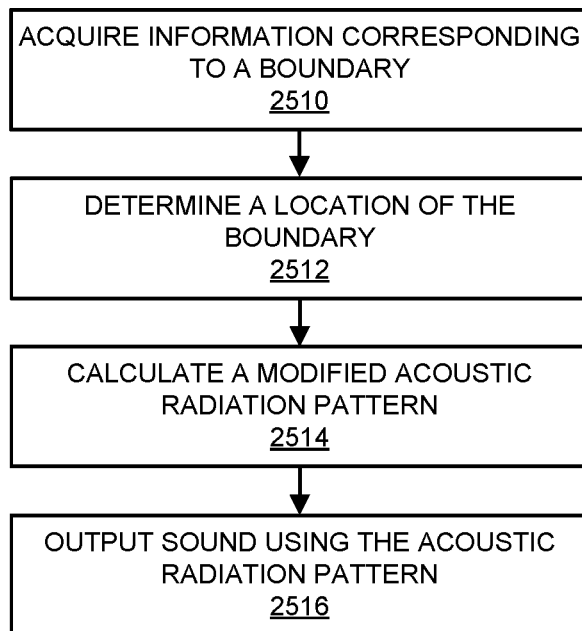 ACQUIRE INFORMATION CORRESPONDING
TO A BOUNDARY
2510
DETERMINE A LOCATION OF THE
BOUNDARY
2512
CALCULATE A MODIFIED ACOUSTIC
RADIATION PATTERN
2514
OUTPUT SOUND USING THE ACOUSTIC
RADIATION PATTERN
2516